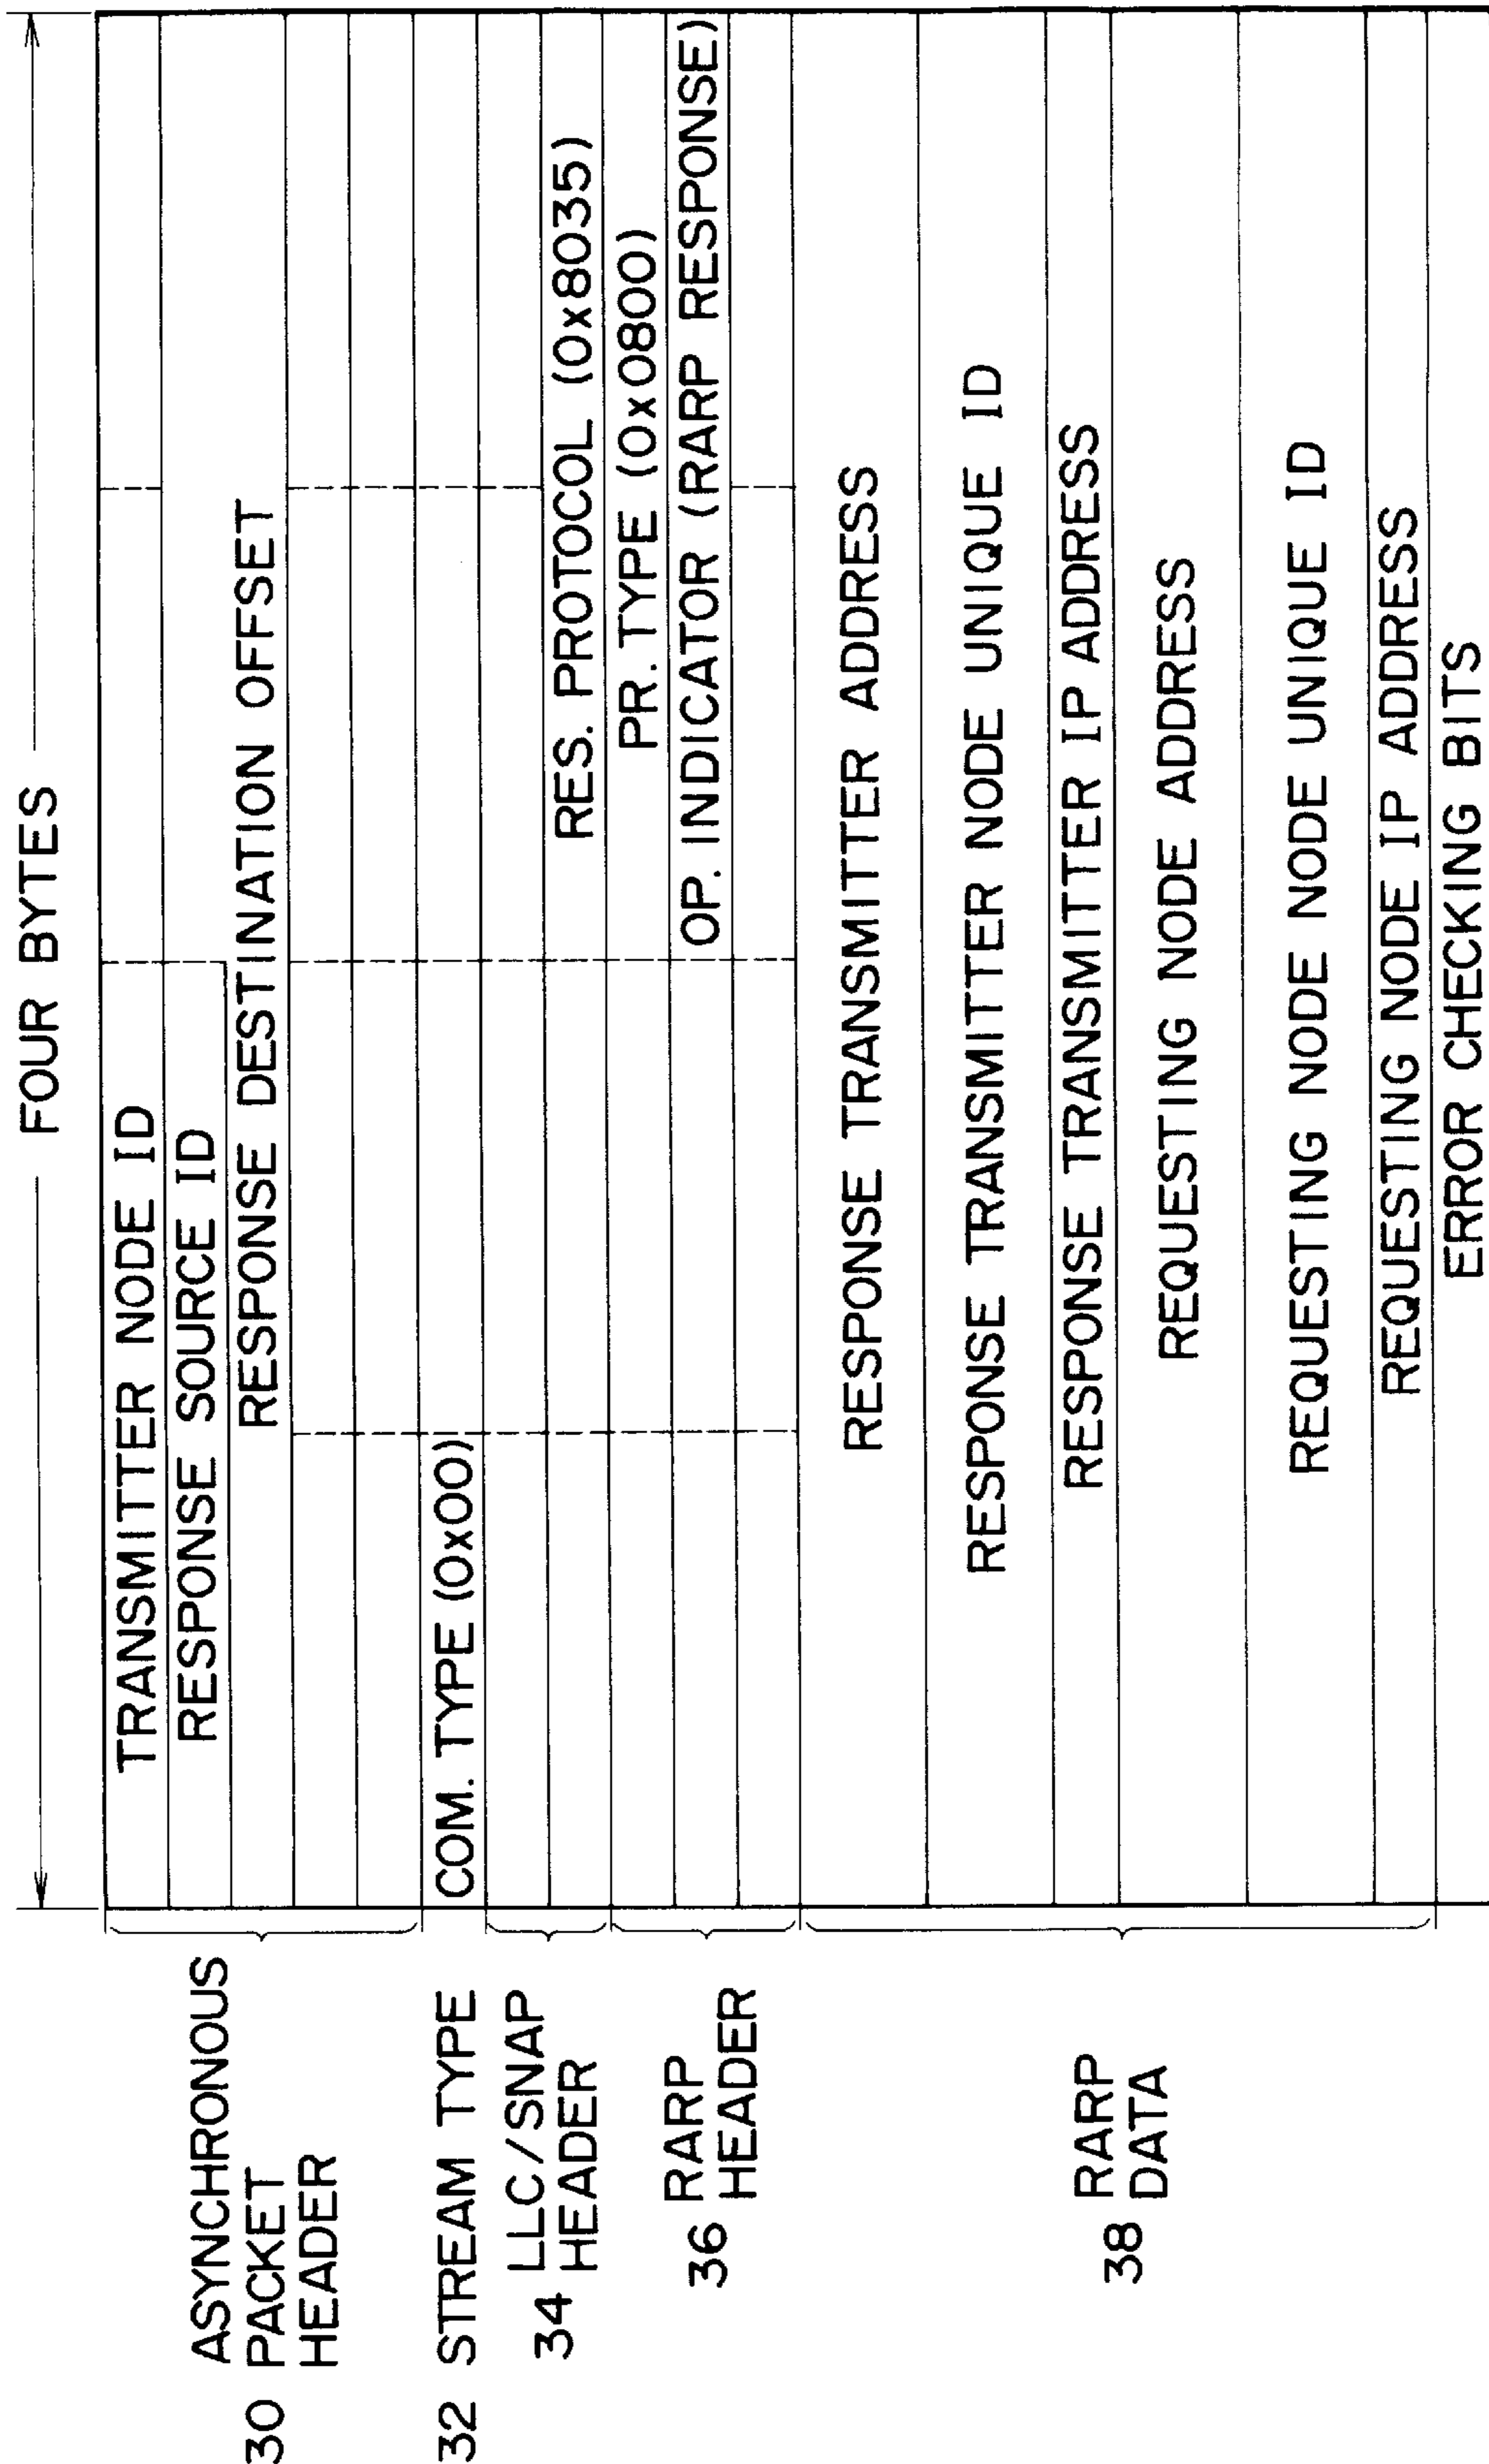 FOUR BYTES
ASYNCHRONOUS
30 PACKET
HEADER
TRANSMITTER NODE ID
RESPONSE SOURCE ID
RESPONSE DESTINATION OFFSET
32 STREAM TYPE
COM. TYPE (0x00)
34 LLC/SNAP
HEADER
RES. PROTOCOL (0x8035)
36 RARP
HEADER
PR. TYPE (0x0800)
OP. INDICATOR (RARP RESPONSE)
38 RARP
DATA
RESPONSE TRANSMITTER ADDRESS
RESPONSE TRANSMITTER NODE UNIQUE ID
RESPONSE TRANSMITTER IP ADDRESS
REQUESTING NODE ADDRESS
REQUESTING NODE NODE UNIQUE ID
REQUESTING NODE IP ADDRESS
ERROR CHECKING BITS